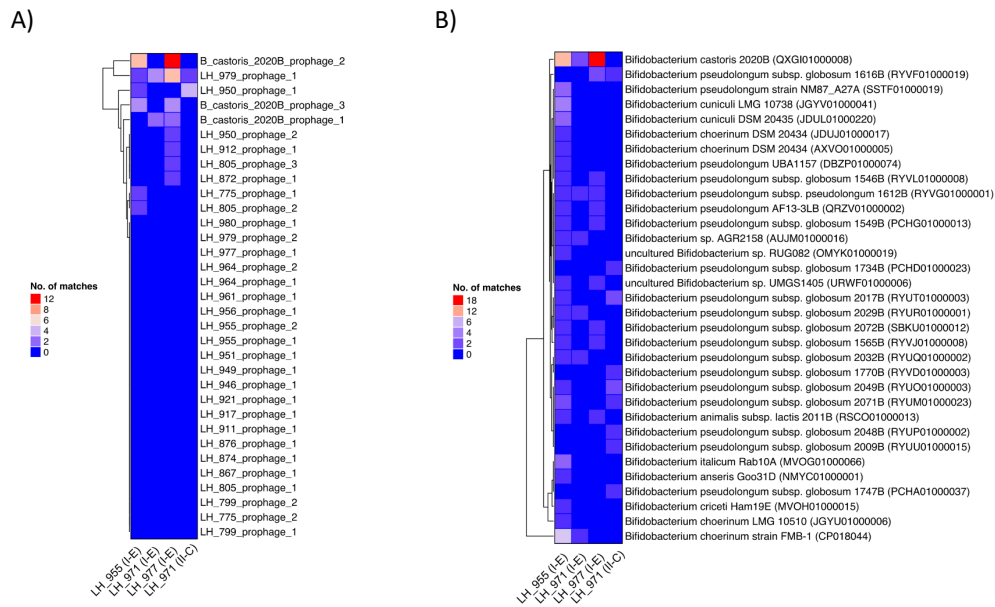 A)
B_castoris_2020B_prophage_2
LH_979_prophage_1
LH_950_prophage_1
B_castoris_2020B_prophage_3
B_castoris_2020B_prophage_1
LH_950_prophage_2
LH_912_prophage_1
LH_805_prophage_3
LH_872_prophage_1
LH_775_prophage_1
LH_805_prophage_2
LH_980_prophage_1
LH_979_prophage_2
LH_977_prophage_1
LH_964_prophage_2
LH_964_prophage_1
LH_961_prophage_1
LH_956_prophage_1
LH_955_prophage_2
LH_955_prophage_1
LH_951_prophage_1
LH_949_prophage_1
LH_946_prophage_1
LH_921_prophage_1
LH_917_prophage_1
LH_911_prophage_1
LH_876_prophage_1
LH_874_prophage_1
LH_867_prophage_1
LH_805_prophage_1
LH_799_prophage_2
LH_775_prophage_2
LH_799_prophage_1
No. of matches
12
8
6
4
2
0
LH_955 (I-E)
LH_971 (I-E)
LH_977 (I-E)
LH_971 (II-C)
B)
Bifidobacterium castoris 2020B (QXGI01000008)
Bifidobacterium pseudolongum subsp. globosum 1616B (RYVF01000019)
Bifidobacterium pseudolongum strain NM87_A27A (SSTF01000019)
Bifidobacterium cuniculi LMG 10738 (JGYV01000041)
Bifidobacterium cuniculi DSM 20435 (JDUL01000220)
Bifidobacterium choerinum DSM 20434 (JDUJ01000017)
Bifidobacterium choerinum DSM 20434 (AXVO01000005)
Bifidobacterium pseudolongum UBA1157 (DBZP01000074)
Bifidobacterium pseudolongum subsp. globosum 1546B (RYVL01000008)
Bifidobacterium pseudolongum subsp. pseudolongum 1612B (RYVG01000001)
Bifidobacterium pseudolongum AF13-3LB (QRZV01000002)
Bifidobacterium pseudolongum subsp. globosum 1549B (PCHG01000013)
Bifidobacterium sp. AGR2158 (AUJM01000016)
uncultured Bifidobacterium sp. RUG082 (OMYK01000019)
Bifidobacterium pseudolongum subsp. globosum 1734B (PCHD01000023)
uncultured Bifidobacterium sp. UMGS1405 (URWF01000006)
Bifidobacterium pseudolongum subsp. globosum 2017B (RYUT01000003)
Bifidobacterium pseudolongum subsp. globosum 2029B (RYUR01000001)
Bifidobacterium pseudolongum subsp. globosum 2072B (SBKU01000012)
Bifidobacterium pseudolongum subsp. globosum 1565B (RYVJ01000008)
Bifidobacterium pseudolongum subsp. globosum 2032B (RYUQ01000002)
Bifidobacterium pseudolongum subsp. globosum 1770B (RYVD01000003)
Bifidobacterium pseudolongum subsp. globosum 2049B (RYUO01000003)
Bifidobacterium pseudolongum subsp. globosum 2071B (RYUM01000023)
Bifidobacterium animalis subsp. lactis 2011B (RSCO01000013)
Bifidobacterium pseudolongum subsp. globosum 2048B (RYUP01000002)
Bifidobacterium pseudolongum subsp. globosum 2009B (RYUU01000015)
Bifidobacterium italicum Rab10A (MVOG01000066)
Bifidobacterium anseris Goo31D (NMYC01000001)
Bifidobacterium pseudolongum subsp. globosum 1747B (PCHA01000037)
Bifidobacterium criceti Ham19E (MVOH01000015)
Bifidobacterium choerinum LMG 10510 (JGYU01000006)
Bifidobacterium choerinum strain FMB-1 (CP018044)
No. of matches
18
12
6
4
2
0
LH_955 (I-E)
LH_971 (I-E)
LH_977 (I-E)
LH_971 (II-C)